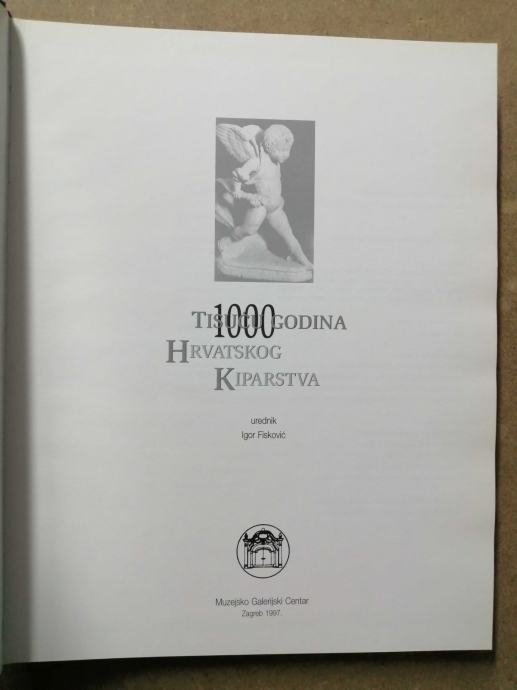 1000
TISUĆU GODINA
HRVATSKOG
KIPARSTVA
urednik
Igor Fisković
Muzejsko Galerijski Centar
Zagreb 1997.